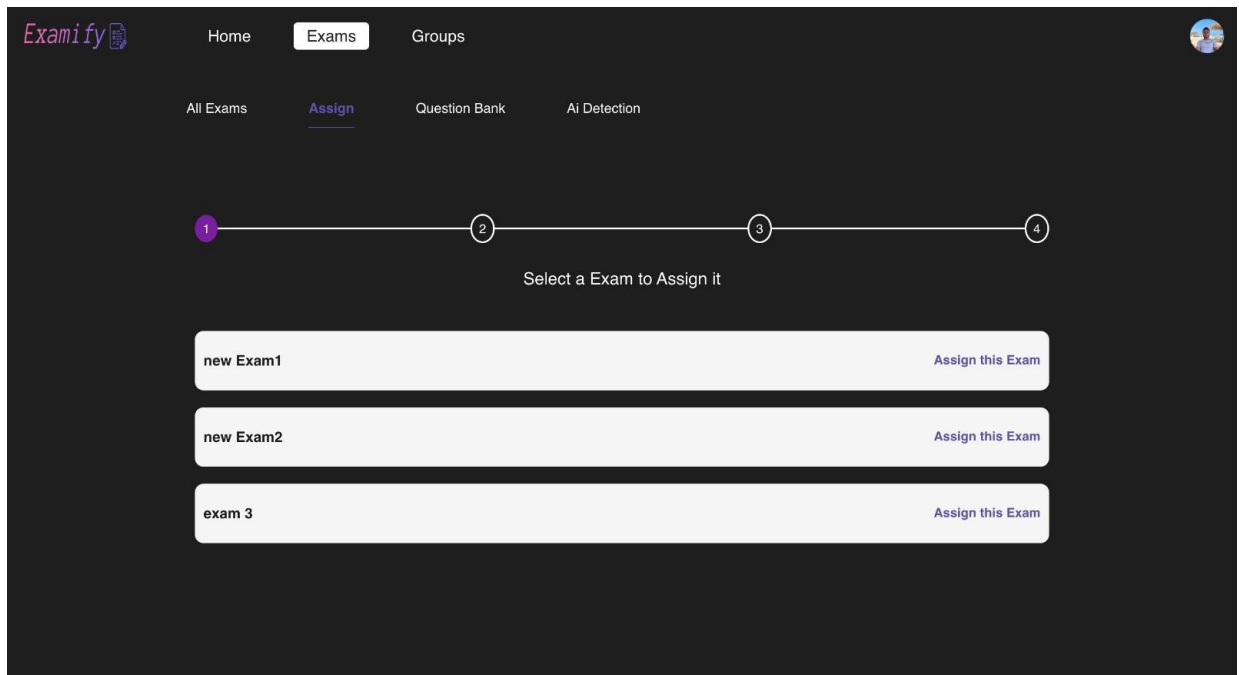 Examify
Home Exams Groups
All Exams Assign Question Bank Ai Detection
1 2 3 4
Select a Exam to Assign it
new Exam1 Assign this Exam
new Exam2 Assign this Exam
exam 3 Assign this Exam